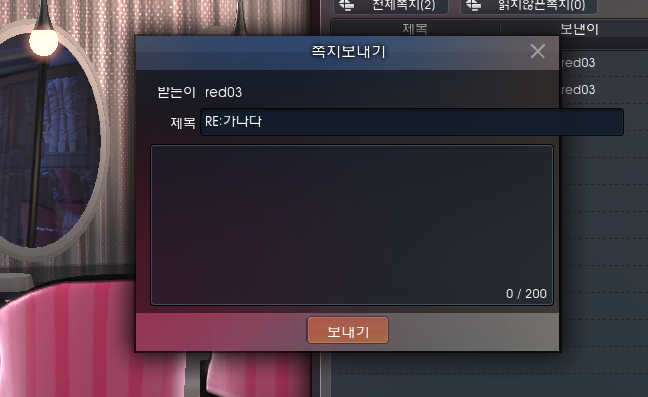 전체쪽지(2) 읽지않은쪽지(0)
제목 보낸이
쪽지보내기
red03
받는이 red03
red03
제목 RE:가나다
0 / 200
보내기